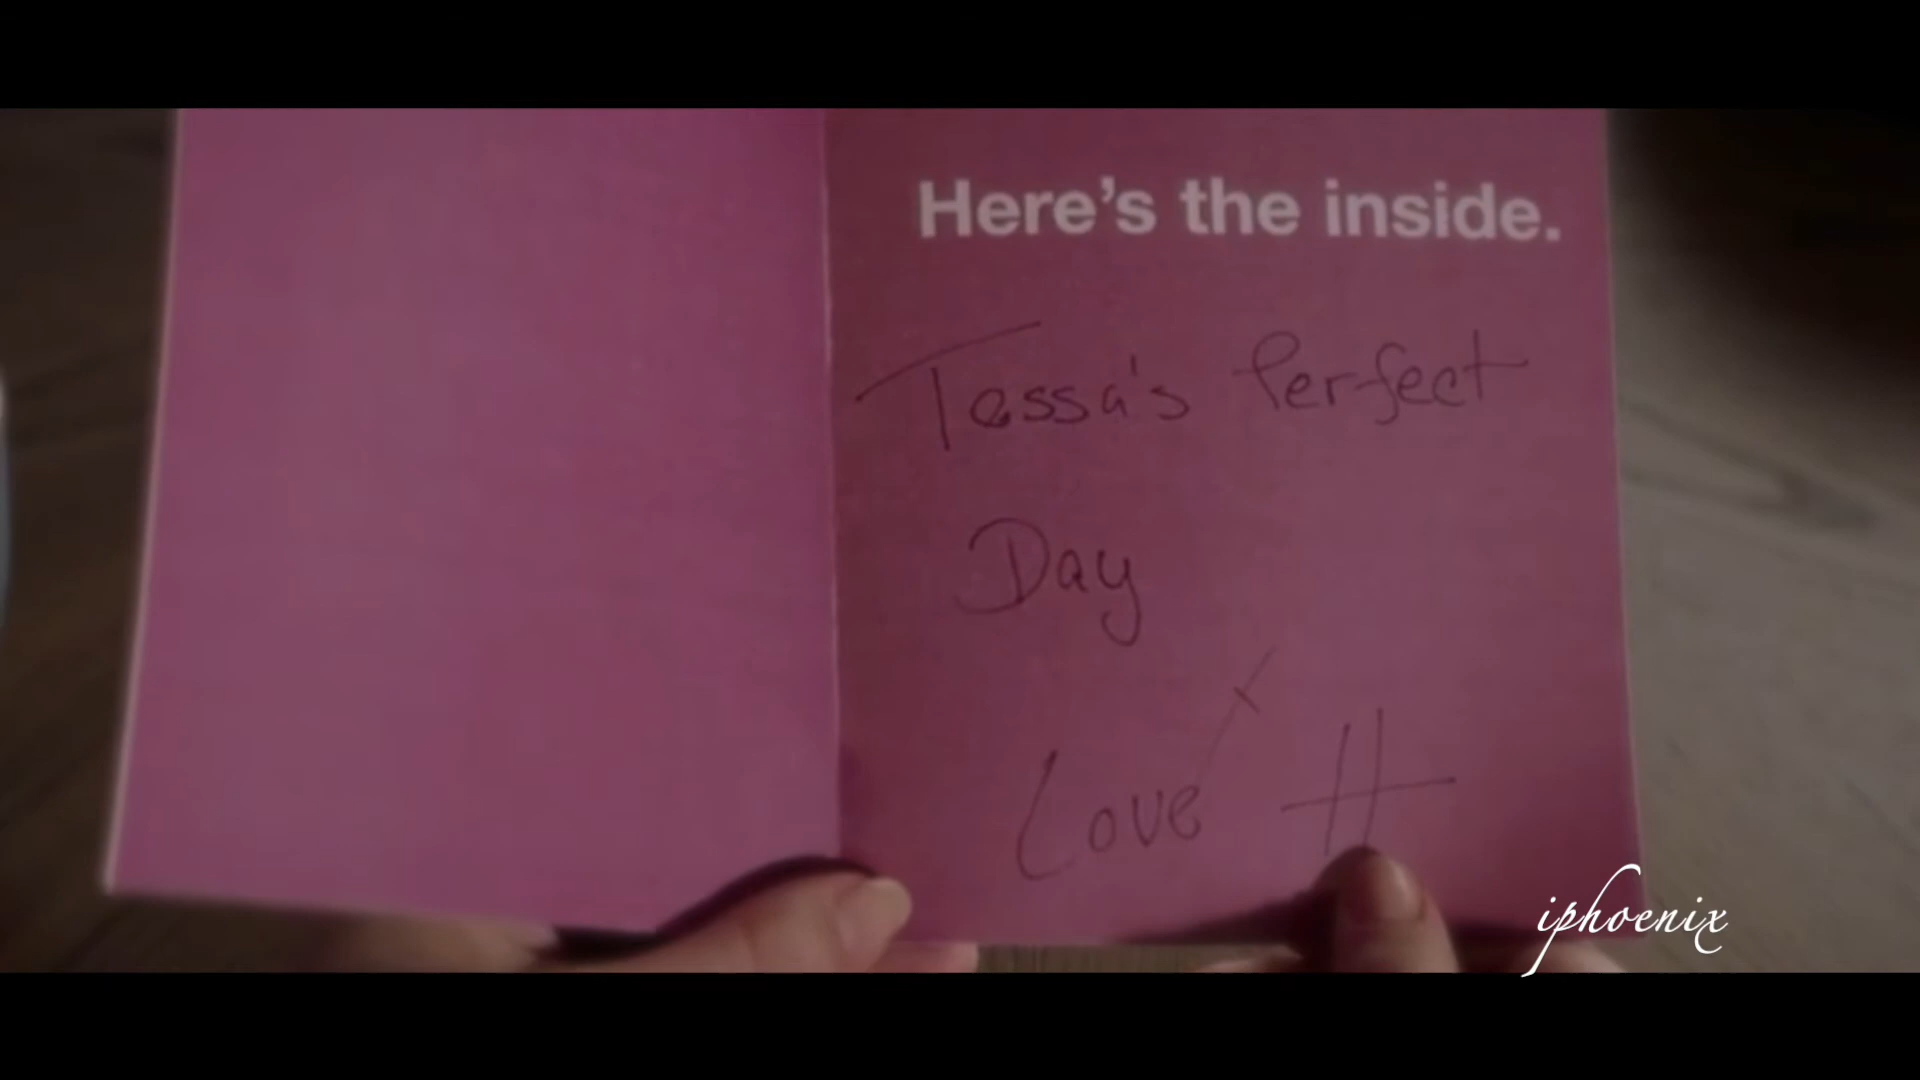 Here's the inside.
Tessa's Perfect
Day
Love H
iphoenix